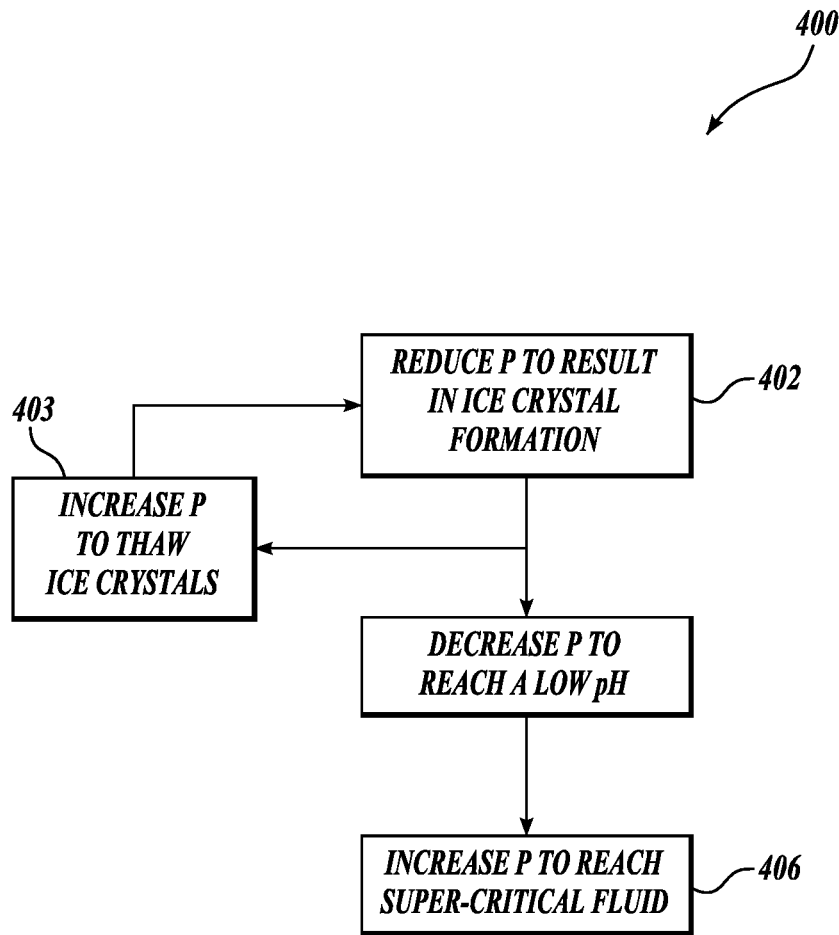 400
REDUCE P TO RESULT
IN ICE CRYSTAL
FORMATION
402
403
INCREASE P
TO THAW
ICE CRYSTALS
DECREASE P TO
REACH A LOW pH
INCREASE P TO REACH
SUPER-CRITICAL FLUID
406